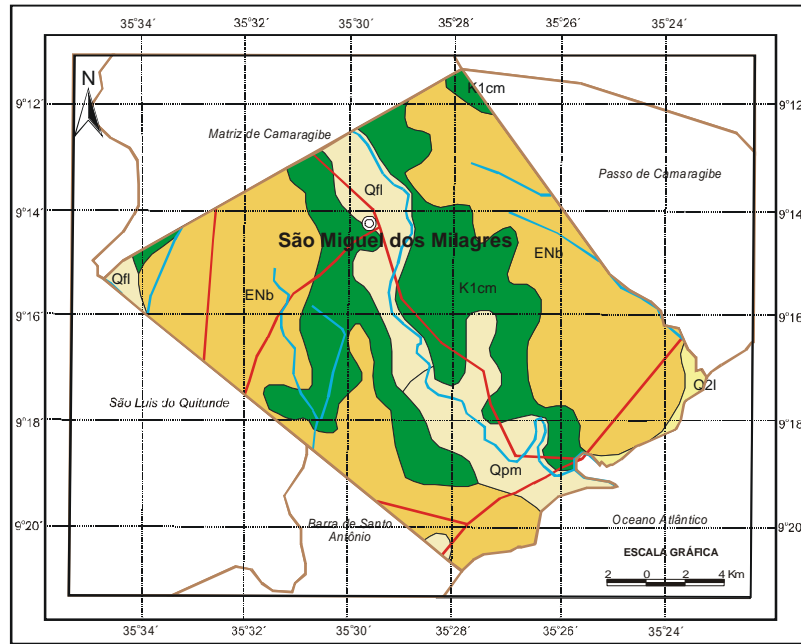 35°34´ 35°32´ 35°30´ 35°28´ 35°26´ 35°24´
N
K1cm
9°12´ 9°12´
Matriz de Camaragibe
Passo de Camaragibe
Qfl
9°14´ 9°14´
São Miguel dos Milagres
ENb
Qfl
ENb
K1cm
9°16´ 9°16´
Q2l
São Luis do Quitunde
9°18´ 9°18´
Qpm
9°20´ 9°20´
Barra de Santo
Antônio
Oceano Atlântico
ESCALA GRÁFICA
2 0 2 4 Km
35°34´ 35°32´ 35°30´ 35°28´ 35°26´ 35°24´